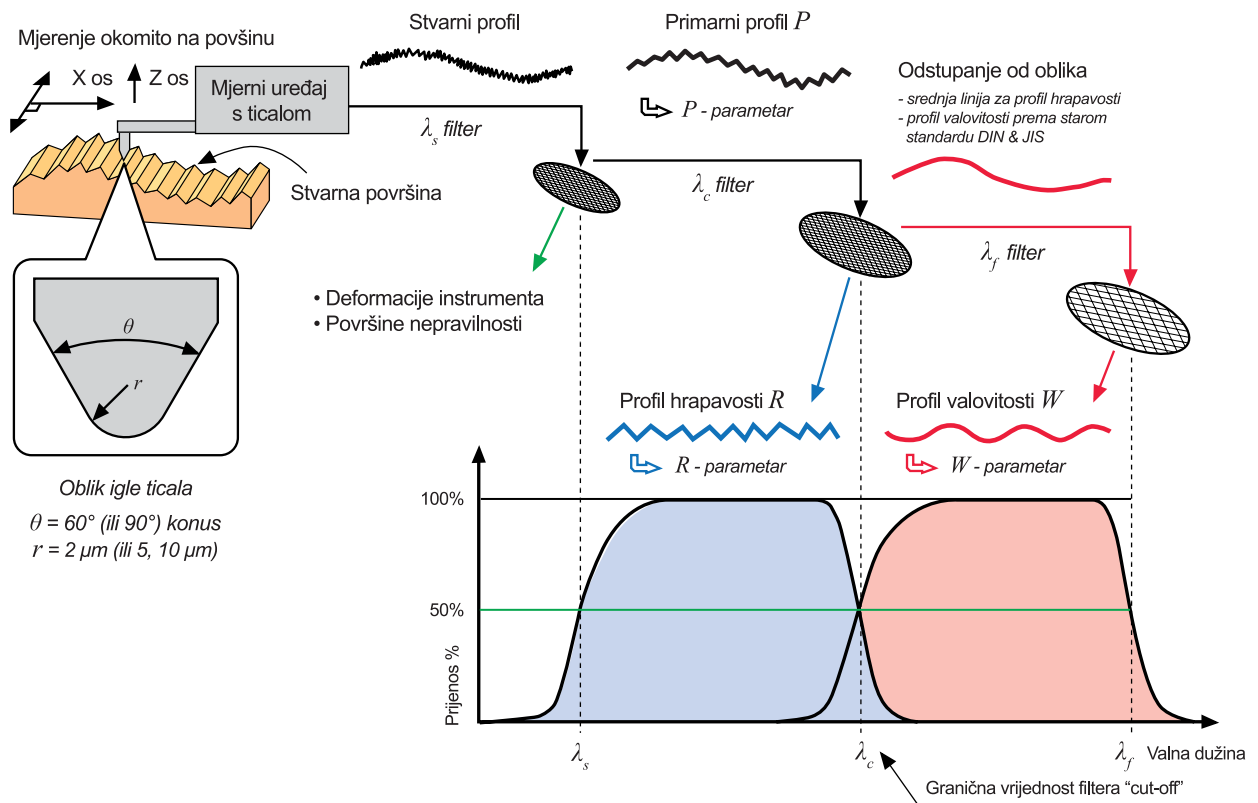 Mjerenje okomito na povšinu
X os
Z os
Mjerni uređaj
s ticalom
Stvarna površina
Stvarni profil
λs filter
Primarni profil P
P - parametar
λc filter
Odstupanje od oblika
- srednja linija za profil hrapavosti
- profil valovitosti prema starom
standardu DIN & JIS
λf filter
• Deformacije instrumenta
• Površine nepravilnosti
θ
r
Oblik igle ticala
θ = 60° (ili 90°) konus
r = 2 µm (ili 5, 10 µm)
Profil hrapavosti R
R - parametar
Profil valovitosti W
W - parametar
100%
50%
Prijenos %
λs
λc
λf
Valna dužina
Granična vrijednost filtera “cut-off”